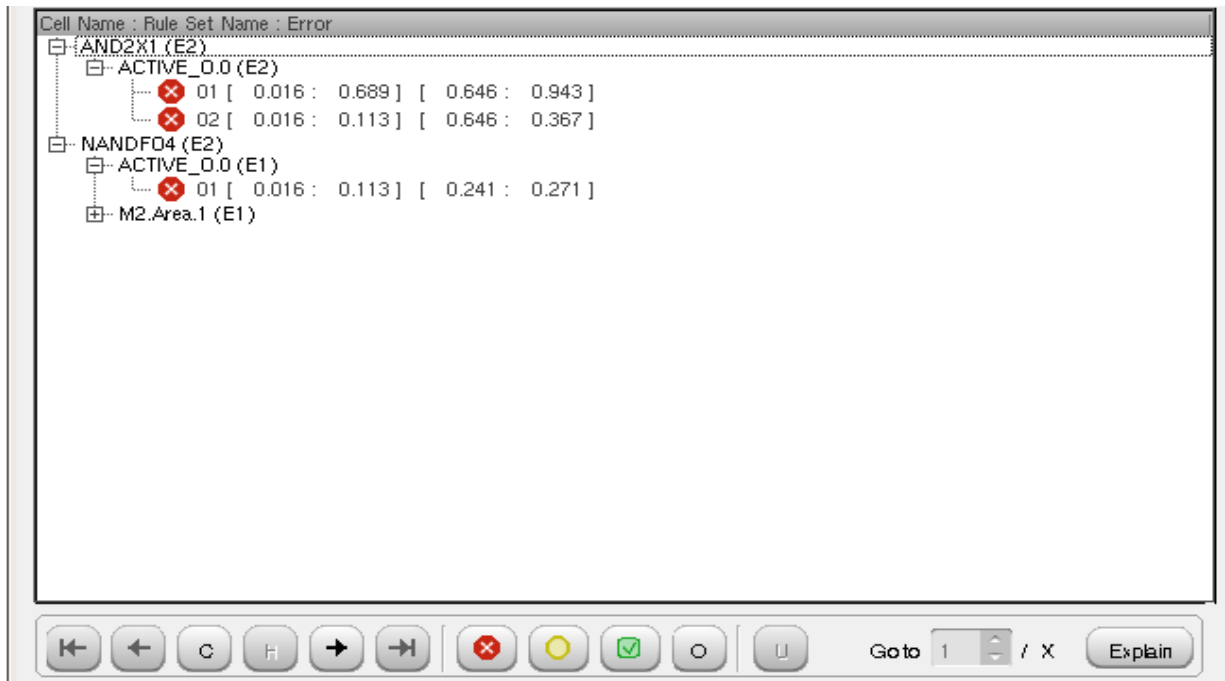 Cell Name : Rule Set Name : Error
AND2X1 (E2)
ACTIVE_0.0 (E2)
01 [ 0.016 : 0.689 ] [ 0.646 : 0.943 ]
02 [ 0.016 : 0.113 ] [ 0.646 : 0.367 ]
NANDFO4 (E2)
ACTIVE_0.0 (E1)
01 [ 0.016 : 0.113 ] [ 0.241 : 0.271 ]
M2.Area.1 (E1)
C H O U Goto 1 / X Explain